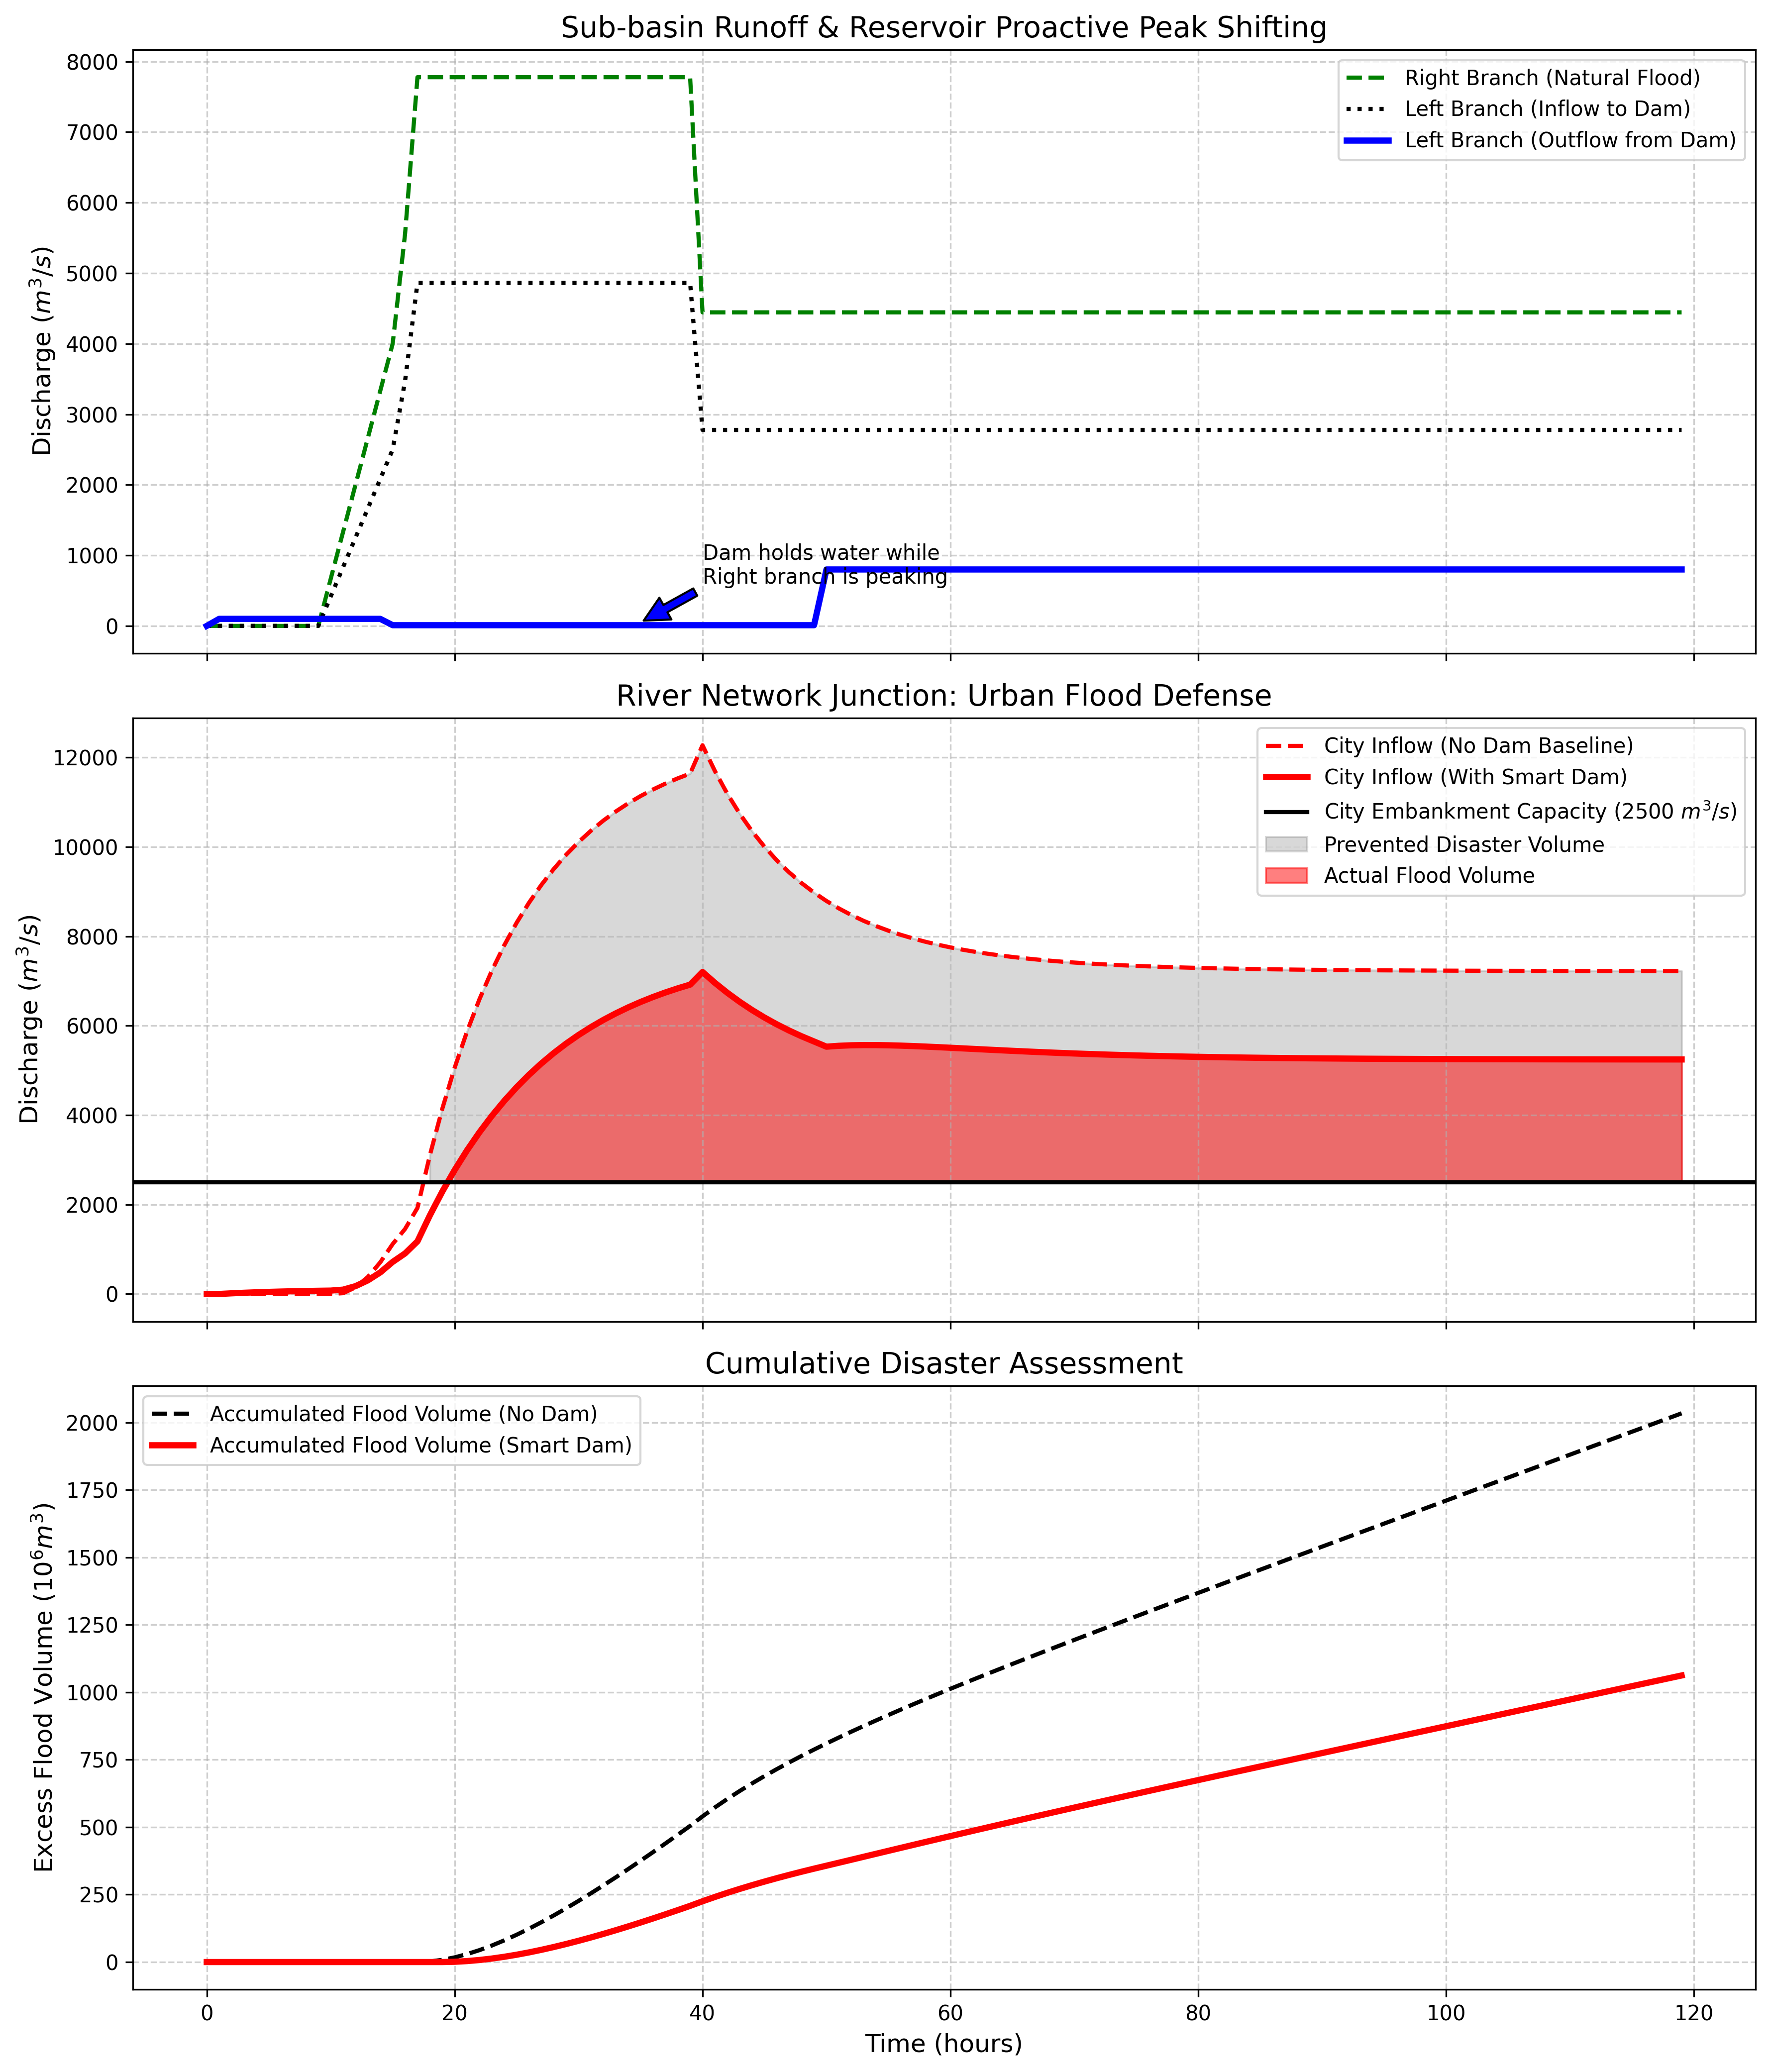 Sub-basin Runoff & Reservoir Proactive Peak Shifting
Discharge (m³/s)
8000
7000
6000
5000
4000
3000
2000
1000
0
Right Branch (Natural Flood)
Left Branch (Inflow to Dam)
Left Branch (Outflow from Dam)
Dam holds water while
Right branch is peaking
River Network Junction: Urban Flood Defense
Discharge (m³/s)
12000
10000
8000
6000
4000
2000
0
City Inflow (No Dam Baseline)
City Inflow (With Smart Dam)
City Embankment Capacity (2500 m³/s)
Prevented Disaster Volume
Actual Flood Volume
Cumulative Disaster Assessment
Excess Flood Volume (10⁶m³)
2000
1750
1500
1250
1000
750
500
250
0
Accumulated Flood Volume (No Dam)
Accumulated Flood Volume (Smart Dam)
0 20 40 60 80 100 120
Time (hours)